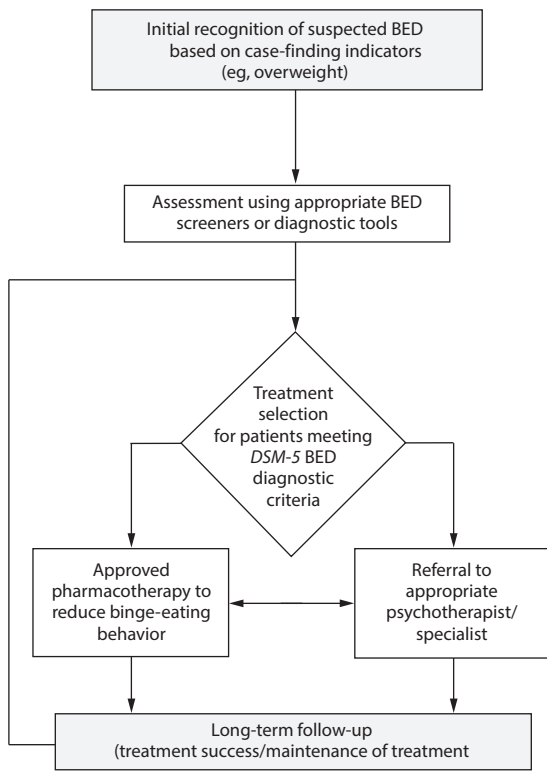 Initial recognition of suspected BED
based on case-finding indicators
(eg, overweight)
Assessment using appropriate BED
screeners or diagnostic tools
Treatment
selection
for patients meeting
DSM-5 BED
diagnostic
criteria
Approved
pharmacotherapy to
reduce binge-eating
behavior
Referral to
appropriate
psychotherapist/
specialist
Long-term follow-up
(treatment success/maintenance of treatment